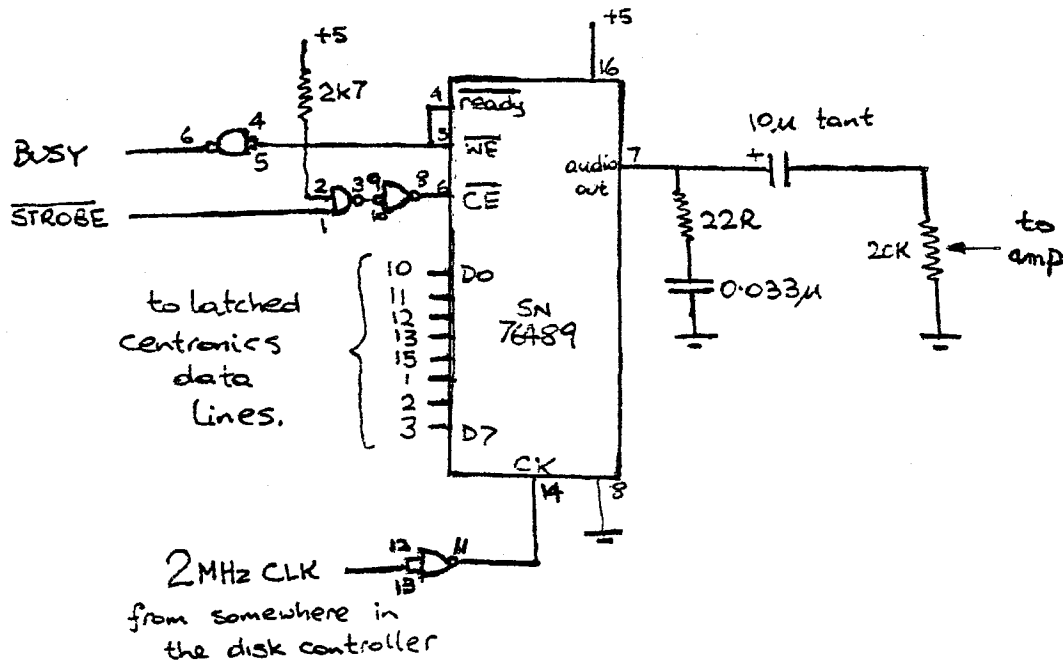 +5
+5
16
2k7
4
ready
10μ tant
6
4
5
5
WE
+
BUSY
7
audio
out
2
3
9
8
6
CE
10
STROBE
1
22R
20K
to
amp
10
D0
0.033μ
to latched
centronics
data
lines.
11
12
13
15
1
2
3
D7
SN
76489
CK
14
8
12
11
13
2MHz CLK
from somewhere in
the disk controller